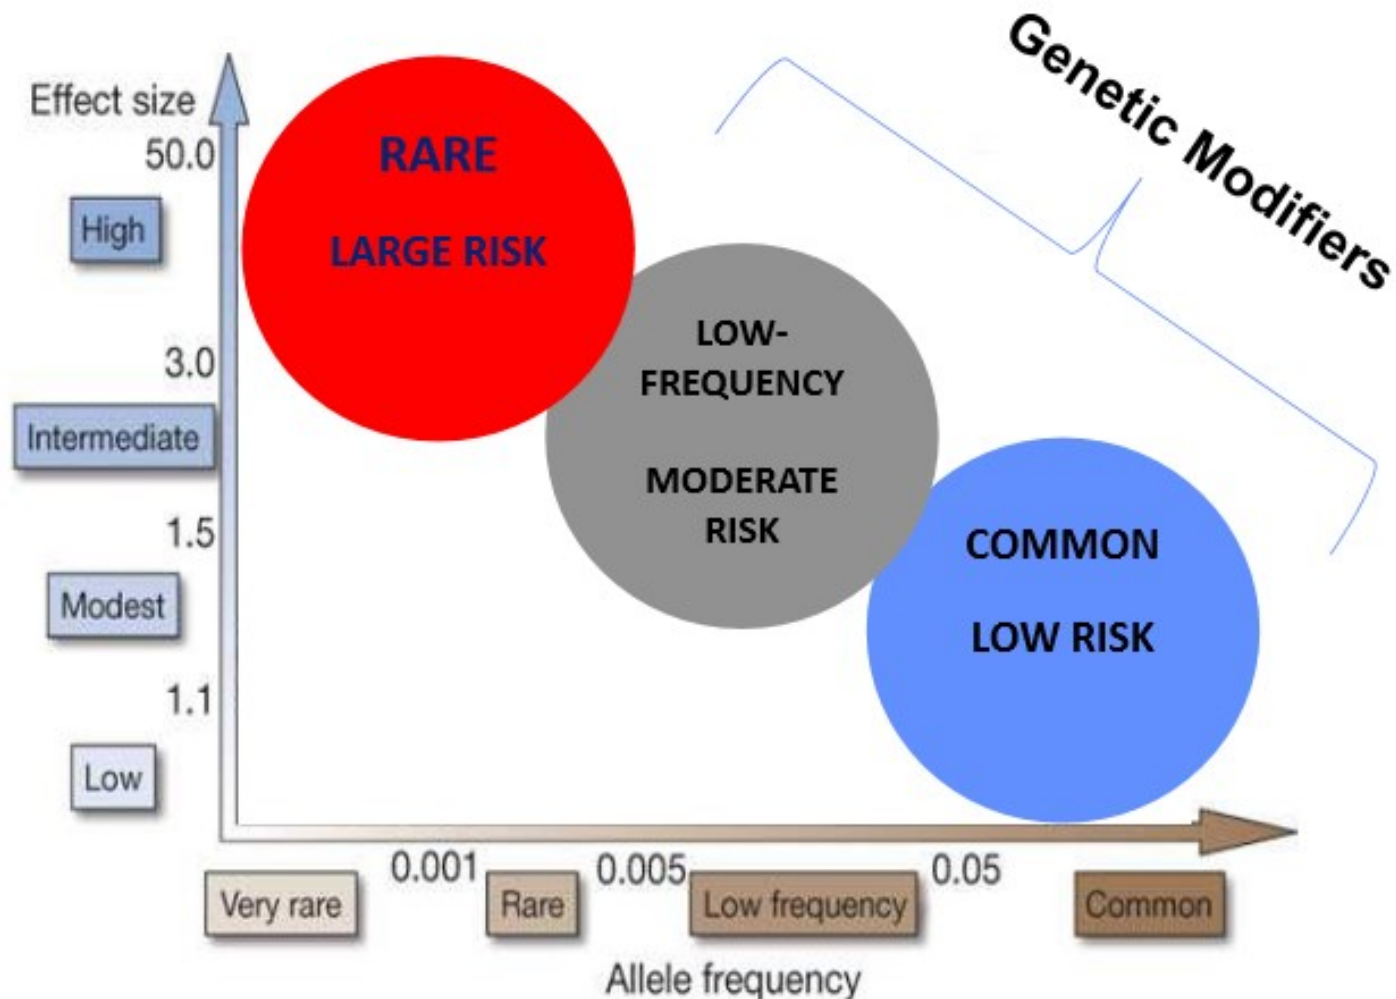 Genetic Modifiers
Effect size
50.0
High
3.0
Intermediate
1.5
Modest
1.1
Low
RARE
LARGE RISK
LOW-
FREQUENCY
MODERATE
RISK
COMMON
LOW RISK
0.001
0.005
0.05
Very rare
Rare
Low frequency
Common
Allele frequency